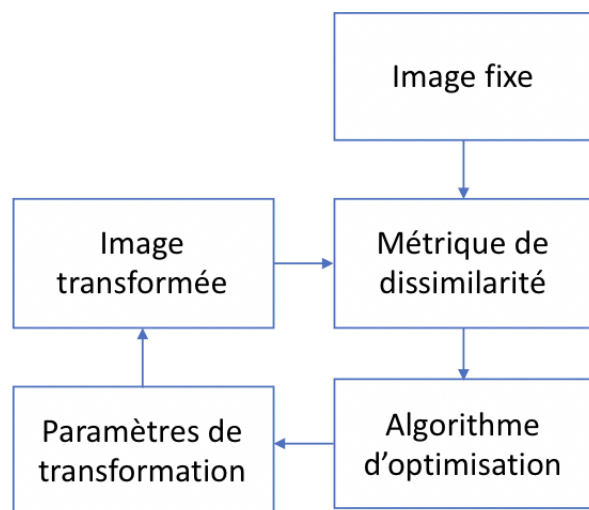 Image fixe
Image
transformée
Métrique de
dissimilarité
Paramètres de
transformation
Algorithme
d’optimisation